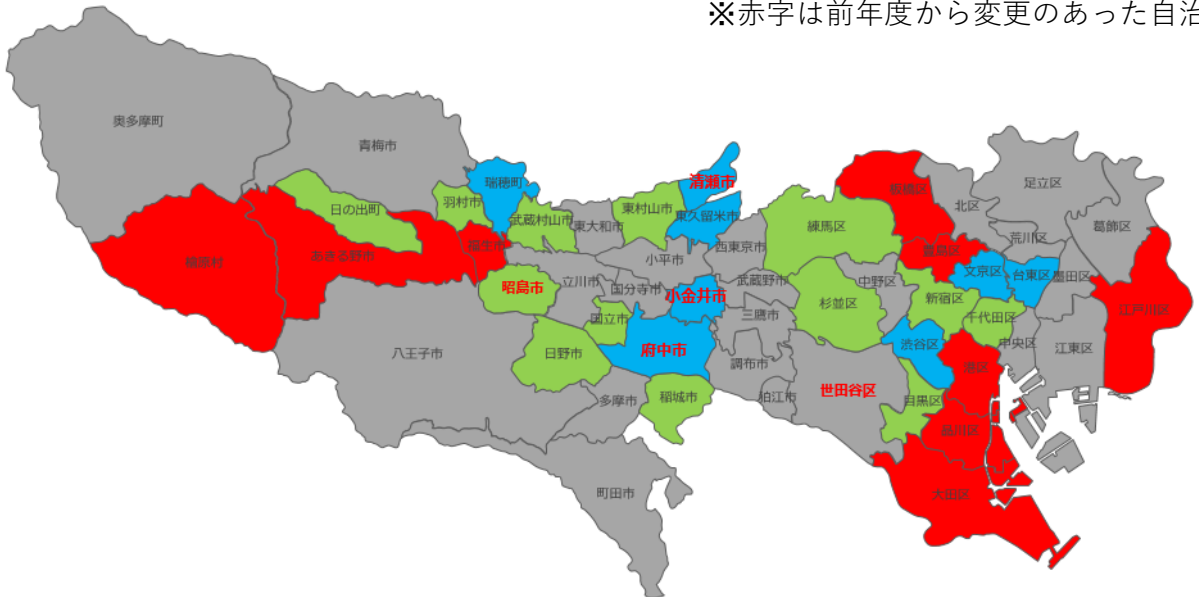 ※赤字は前年度から変更のあった自治
奥多摩町
青梅市
瑞穂町
清瀬市
板橋区
足立区
日の出町
羽村市
武蔵村山市
東大和市
東村山市
東久留米市
練馬区
北区
葛飾区
檜原村
あきる野市
福生市
小平市
西東京市
豊島区
荒川区
昭島市
立川市
国分寺市
小金井市
武蔵野市
中野区
文京区
台東区
墨田区
杉並区
新宿区
千代田区
江戸川区
国立市
三鷹市
八王子市
日野市
府中市
調布市
渋谷区
中央区
江東区
港区
多摩市
稲城市
狛江市
世田谷区
目黒区
品川区
町田市
大田区